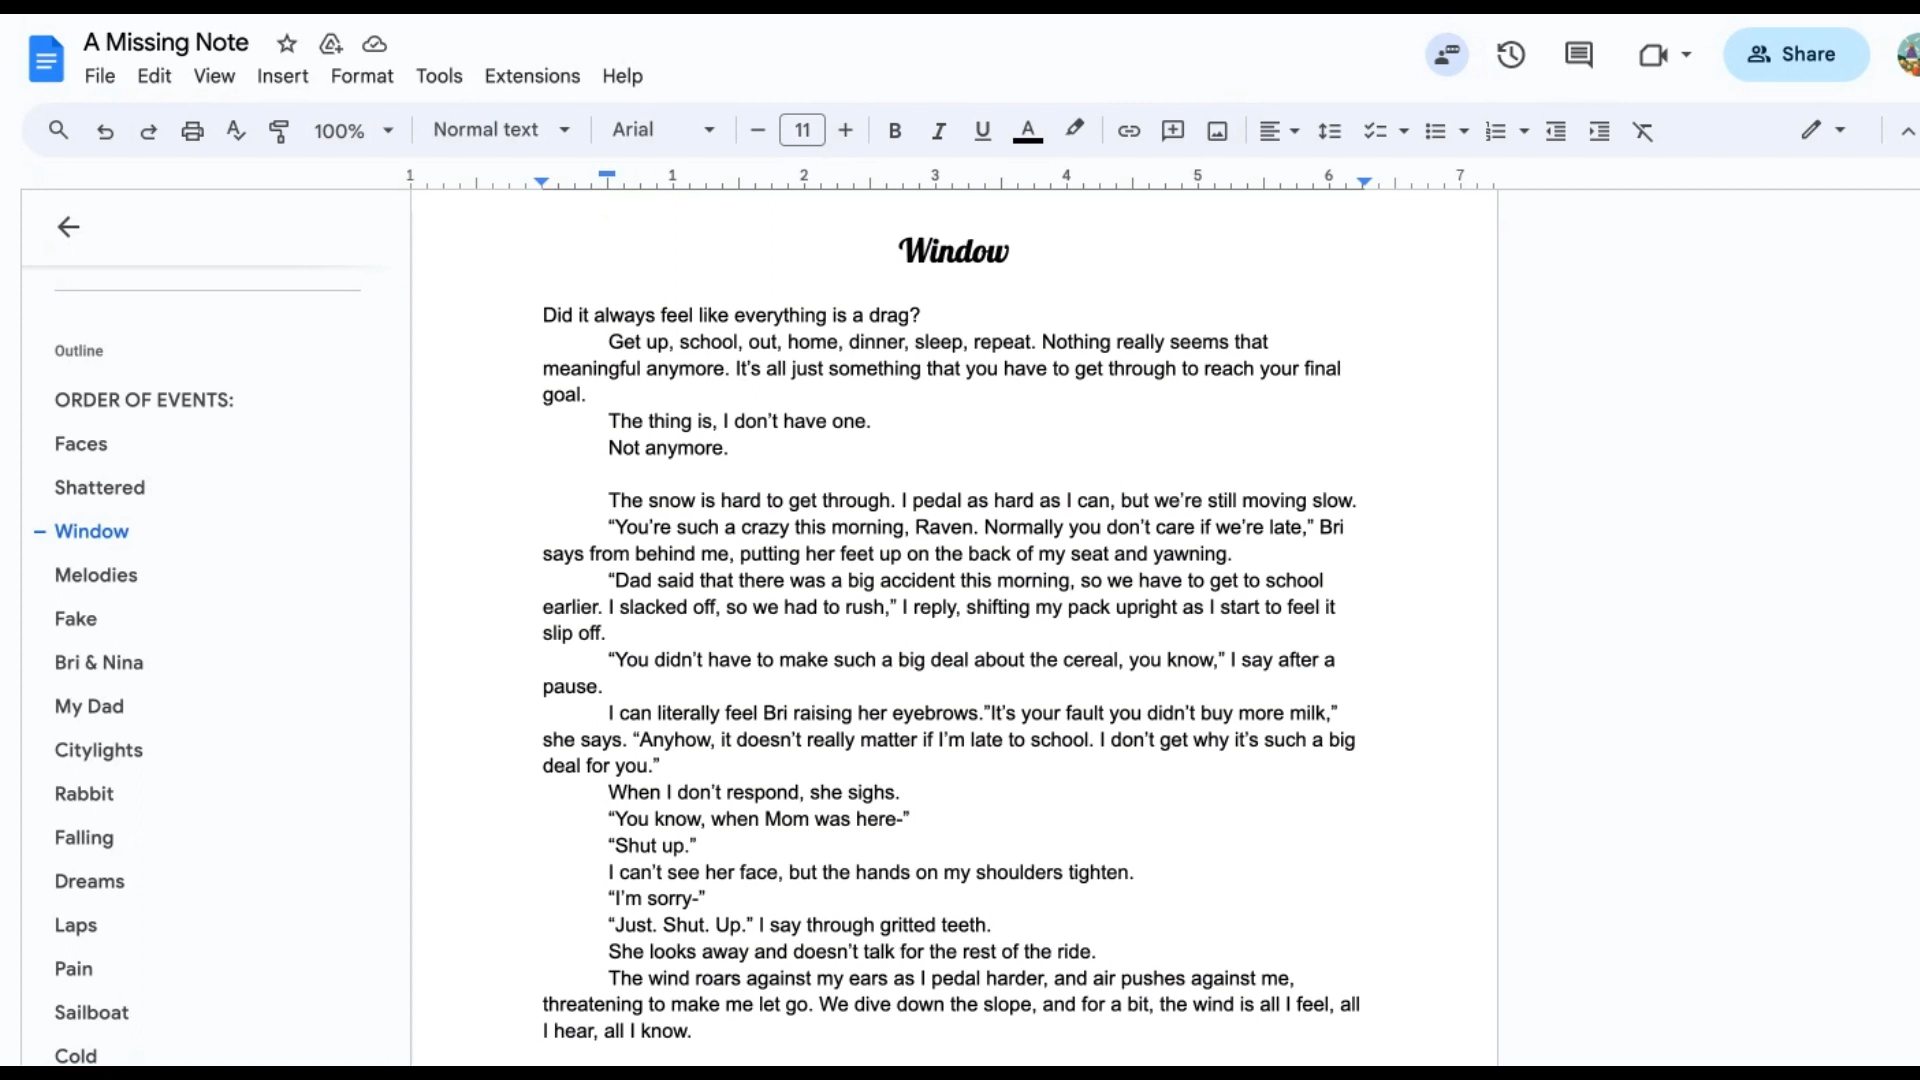 A Missing Note
File Edit View Insert Format Tools Extensions Help
Share
100% Normal text Arial 11
1 1 2 3 4 5 6 7
Outline
ORDER OF EVENTS:
Faces
Shattered
Window
Melodies
Fake
Bri & Nina
My Dad
Citylights
Rabbit
Falling
Dreams
Laps
Pain
Sailboat
Cold
Window
Did it always feel like everything is a drag?
Get up, school, out, home, dinner, sleep, repeat. Nothing really seems that
meaningful anymore. It’s all just something that you have to get through to reach your final
goal.
The thing is, I don’t have one.
Not anymore.
The snow is hard to get through. I pedal as hard as I can, but we’re still moving slow.
“You’re such a crazy this morning, Raven. Normally you don’t care if we’re late,” Bri
says from behind me, putting her feet up on the back of my seat and yawning.
“Dad said that there was a big accident this morning, so we have to get to school
earlier. I slacked off, so we had to rush,” I reply, shifting my pack upright as I start to feel it
slip off.
“You didn’t have to make such a big deal about the cereal, you know,” I say after a
pause.
I can literally feel Bri raising her eyebrows.”It’s your fault you didn’t buy more milk,”
she says. “Anyhow, it doesn’t really matter if I’m late to school. I don’t get why it’s such a big
deal for you.”
When I don’t respond, she sighs.
“You know, when Mom was here-”
“Shut up.”
I can’t see her face, but the hands on my shoulders tighten.
“I’m sorry-”
“Just. Shut. Up.” I say through gritted teeth.
She looks away and doesn’t talk for the rest of the ride.
The wind roars against my ears as I pedal harder, and air pushes against me,
threatening to make me let go. We dive down the slope, and for a bit, the wind is all I feel, all
I hear, all I know.